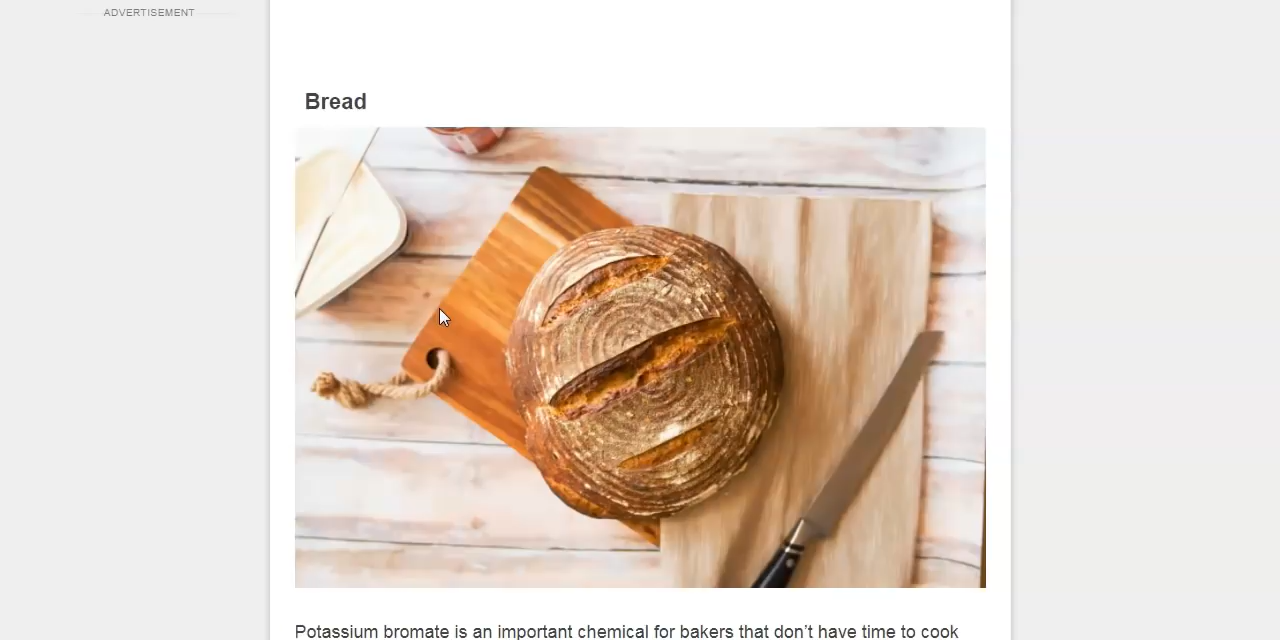 ADVERTISEMENT
Bread
Potassium bromate is an important chemical for bakers that don’t have time to cook